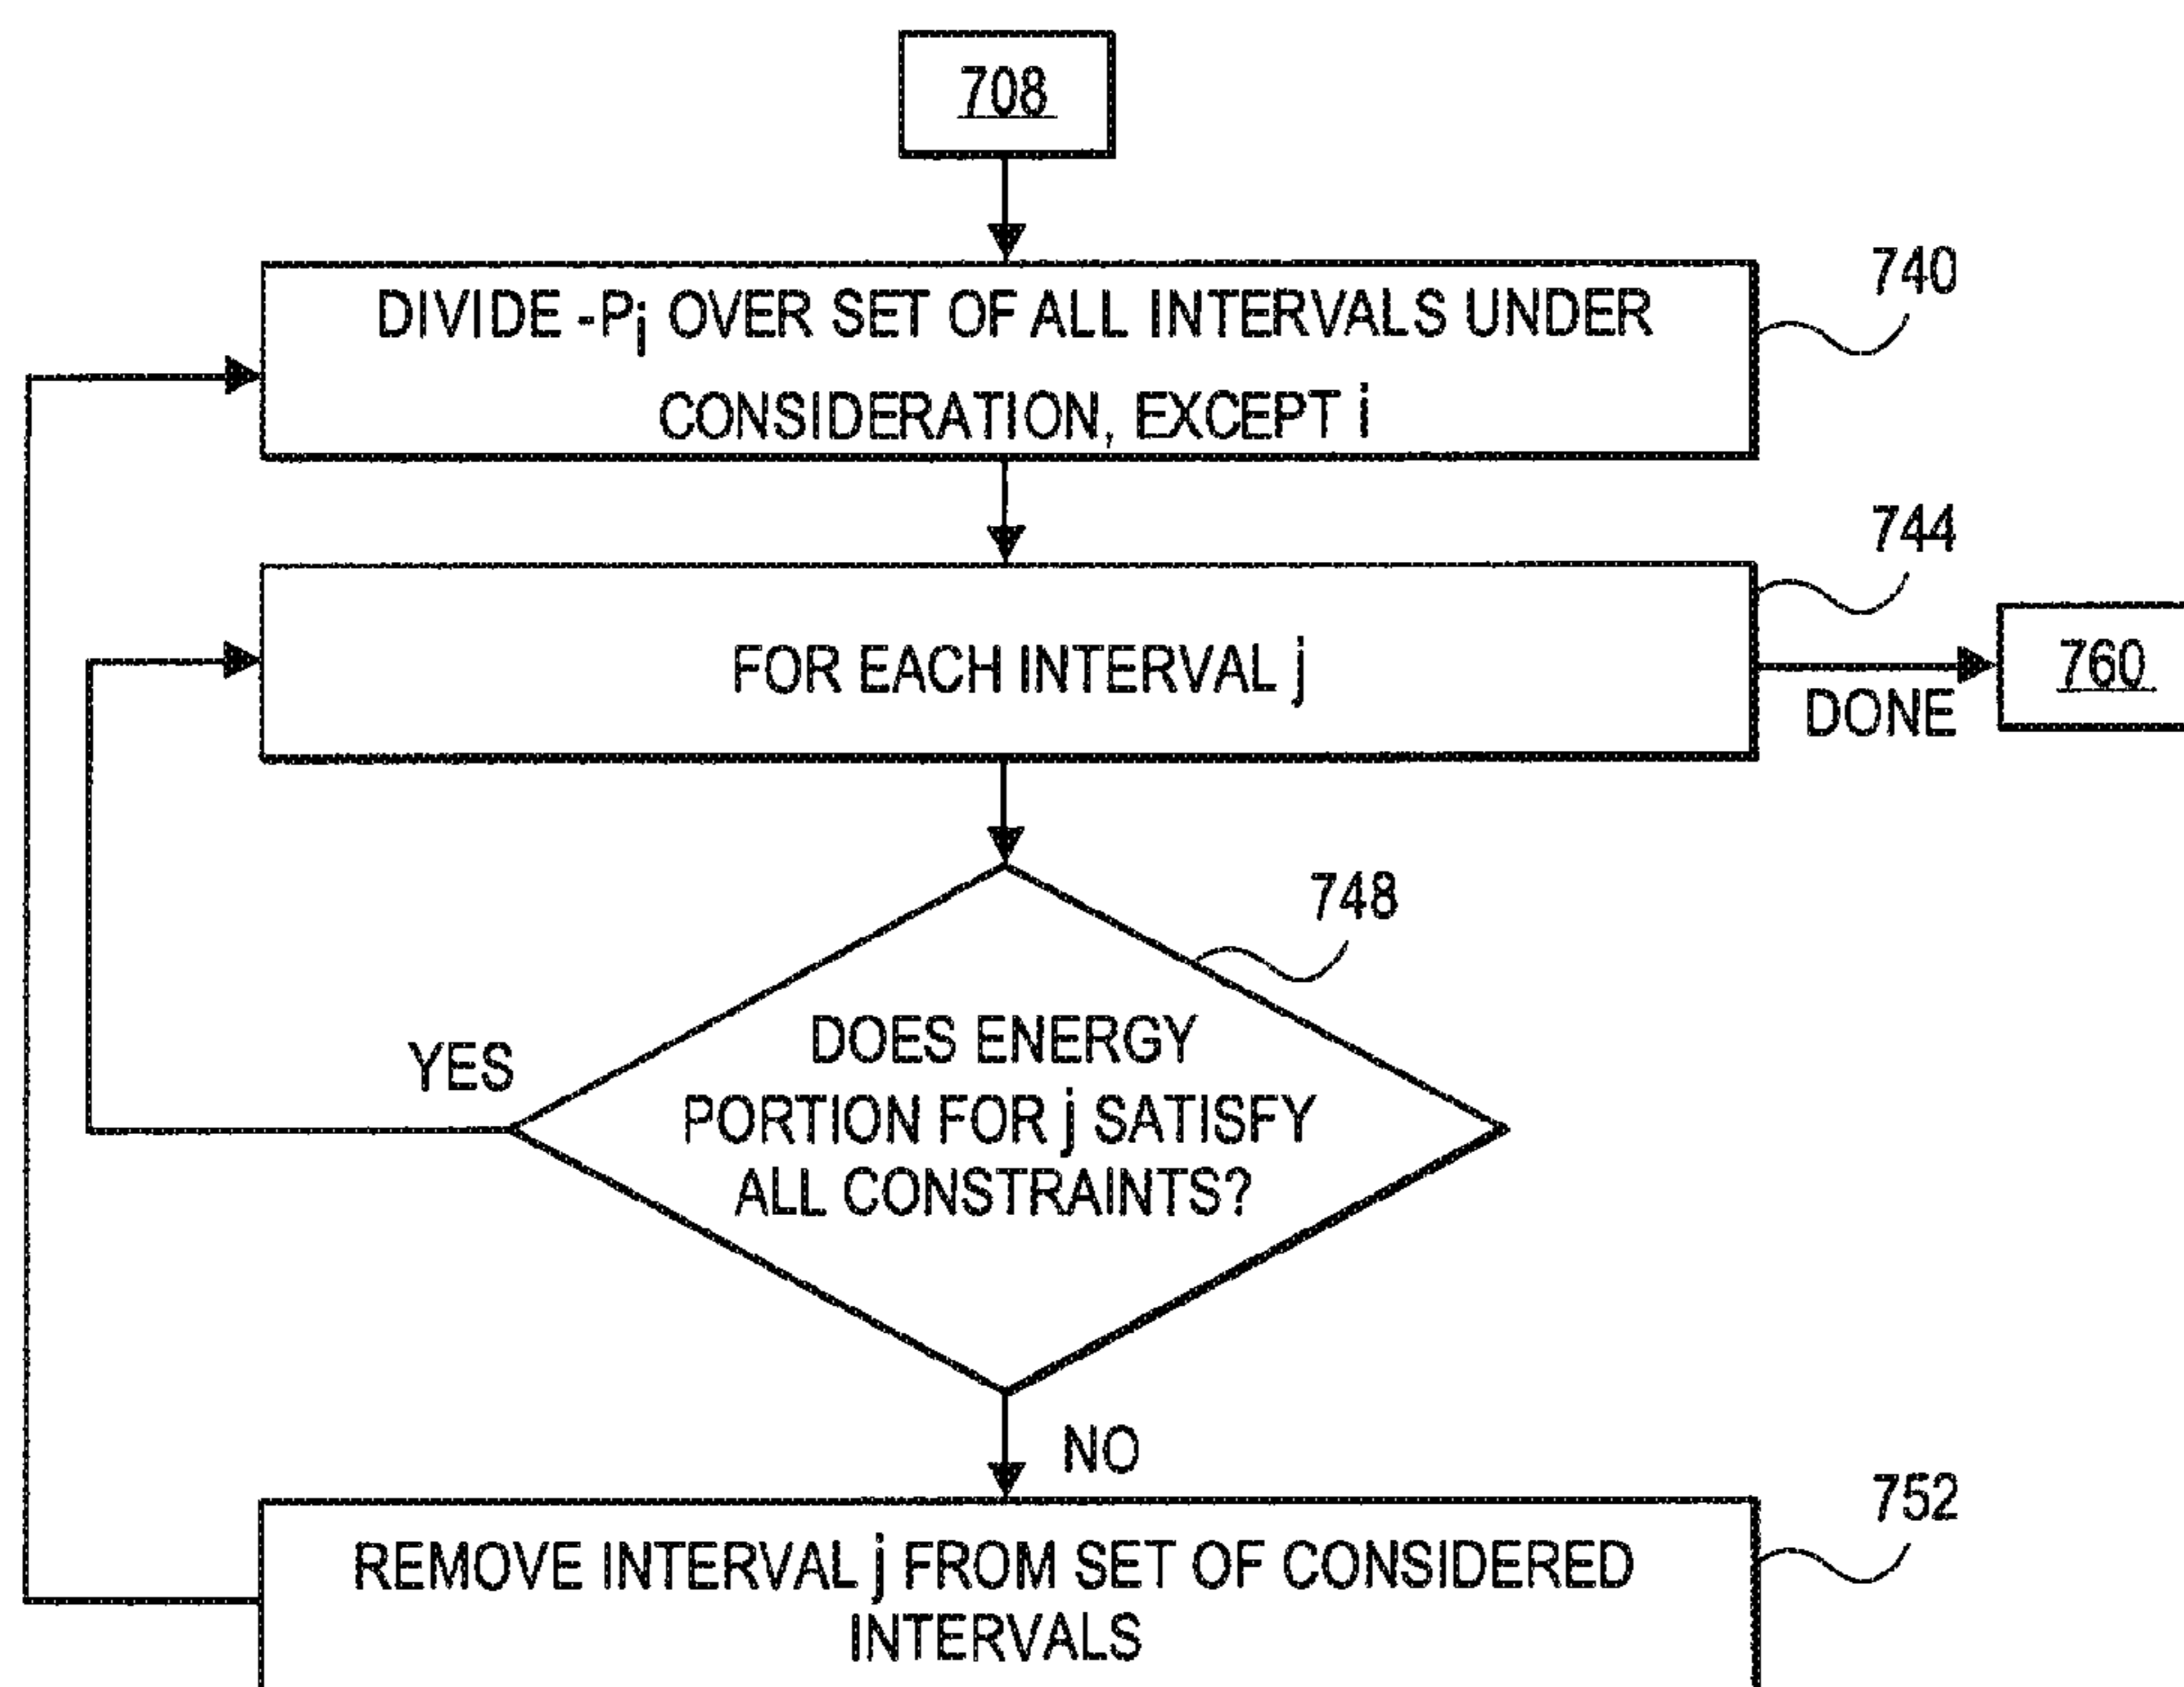 708
740
DIVIDE -Pi OVER SET OF ALL INTERVALS UNDER
CONSIDERATION, EXCEPT i
744
FOR EACH INTERVAL j
760
DONE
748
DOES ENERGY
PORTION FOR j SATISFY
ALL CONSTRAINTS?
YES
NO
752
REMOVE INTERVAL j FROM SET OF CONSIDERED
INTERVALS